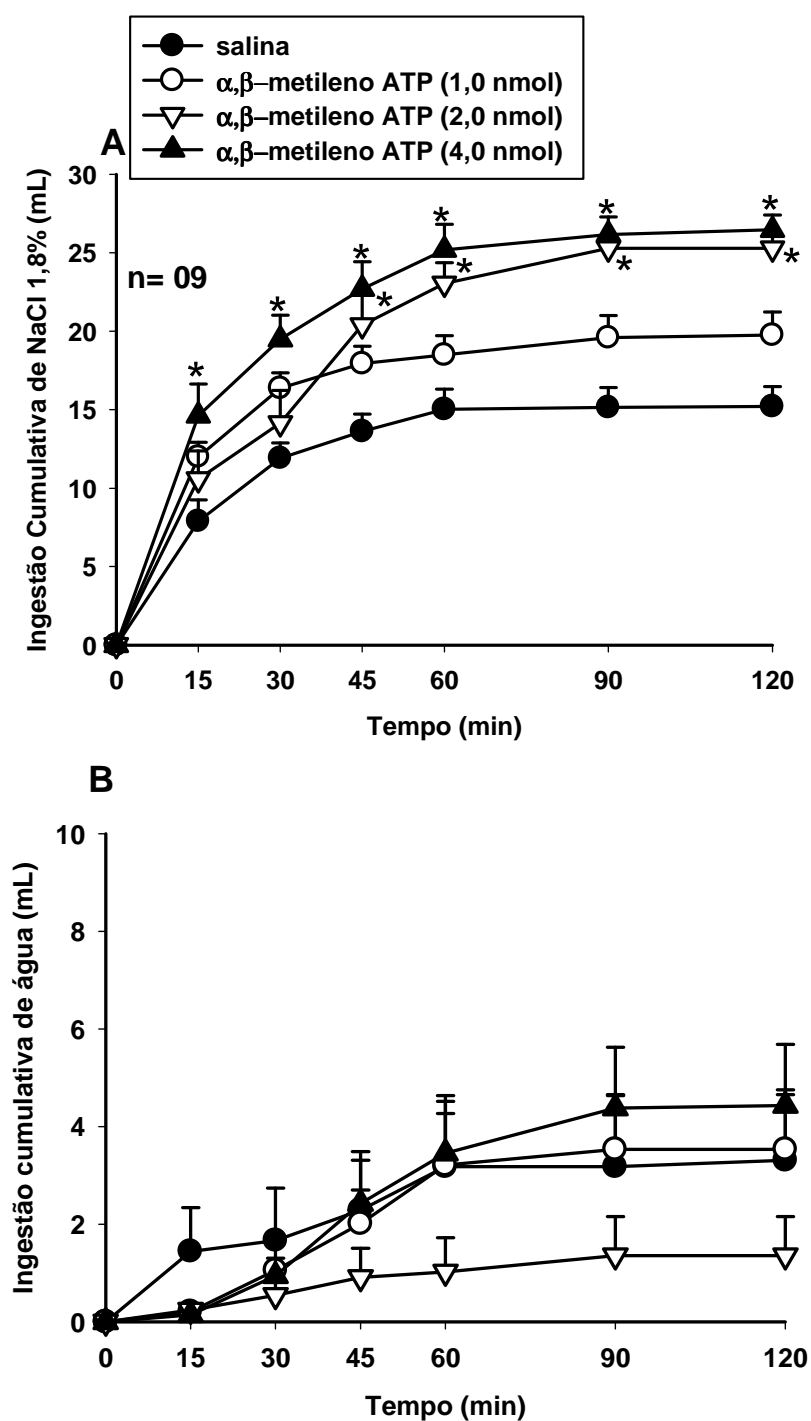 salina
α,β−metileno ATP (1,0 nmol)
α,β−metileno ATP (2,0 nmol)
α,β−metileno ATP (4,0 nmol)
A
Ingestão Cumulativa de NaCl 1,8% (mL)
30
25
20
15
10
5
0
n= 09
* * * * * *
* * * *
0 15 30 45 60 90 120
Tempo (min)
B
Ingestão cumulativa de água (mL)
10
8
6
4
2
0
0 15 30 45 60 90 120
Tempo (min)